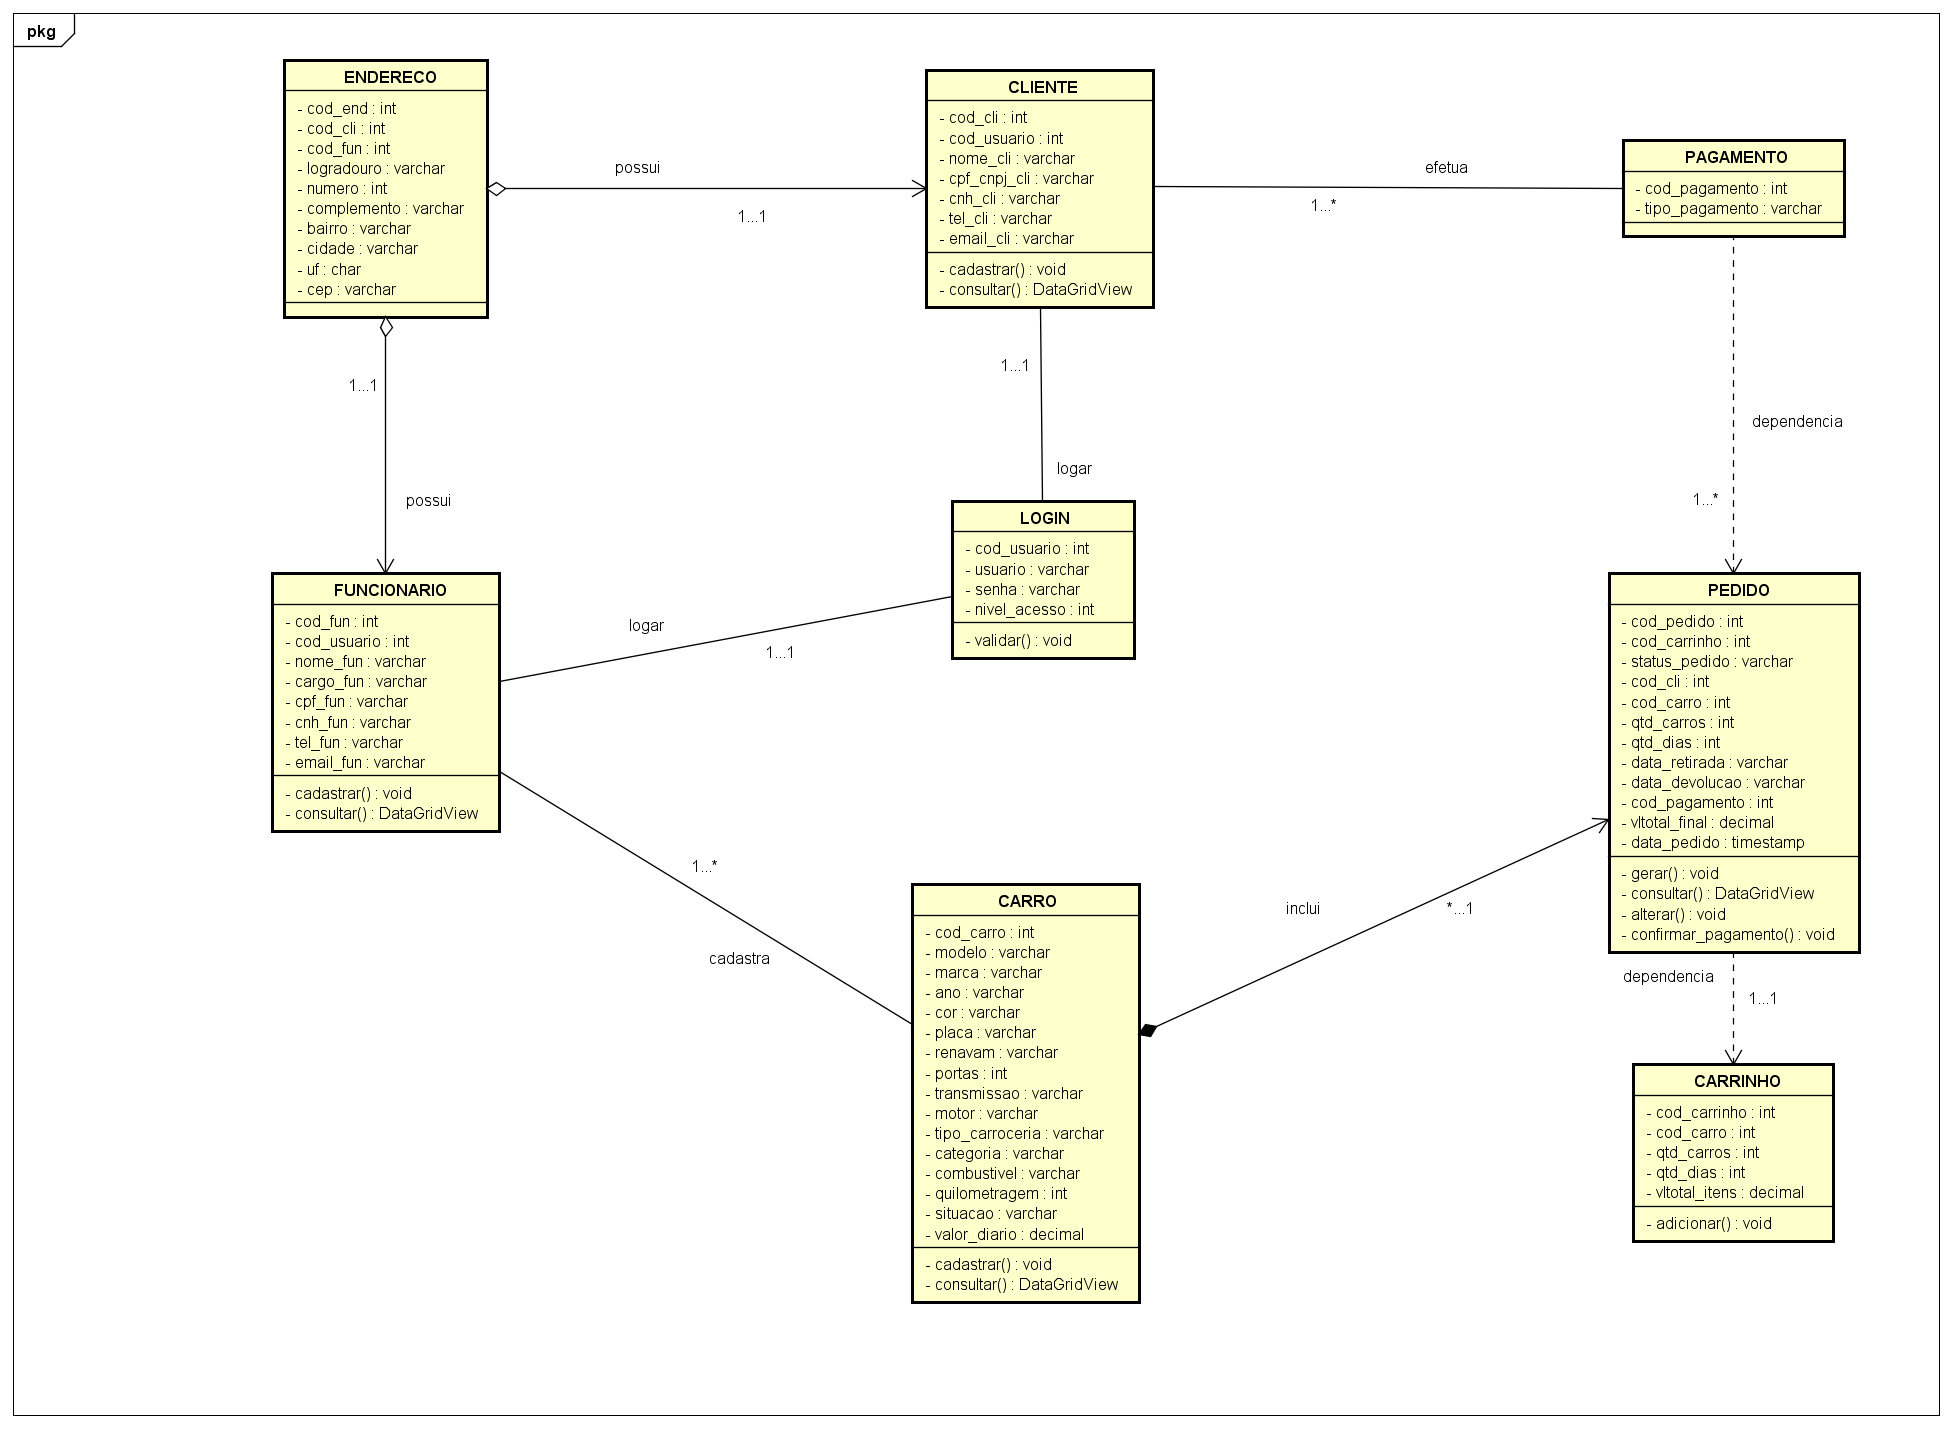 pkg
ENDERECO
- cod_end : int
- cod_cli : int
- cod_fun : int
- logradouro : varchar
- numero : int
- complemento : varchar
- bairro : varchar
- cidade : varchar
- uf : char
- cep : varchar
possui
1...1
CLIENTE
- cod_cli : int
- cod_usuario : int
- nome_cli : varchar
- cpf_cnpj_cli : varchar
- cnh_cli : varchar
- tel_cli : varchar
- email_cli : varchar
- cadastrar() : void
- consultar() : DataGridView
efetua
1...*
PAGAMENTO
- cod_pagamento : int
- tipo_pagamento : varchar
1...1
possui
1...1
logar
dependencia
1...*
LOGIN
- cod_usuario : int
- usuario : varchar
- senha : varchar
- nivel_acesso : int
- validar() : void
logar
1...1
FUNCIONARIO
- cod_fun : int
- cod_usuario : int
- nome_fun : varchar
- cargo_fun : varchar
- cpf_fun : varchar
- cnh_fun : varchar
- tel_fun : varchar
- email_fun : varchar
- cadastrar() : void
- consultar() : DataGridView
PEDIDO
- cod_pedido : int
- cod_carrinho : int
- status_pedido : varchar
- cod_cli : int
- cod_carro : int
- qtd_carros : int
- qtd_dias : int
- data_retirada : varchar
- data_devolucao : varchar
- cod_pagamento : int
- vltotal_final : decimal
- data_pedido : timestamp
- gerar() : void
- consultar() : DataGridView
- alterar() : void
- confirmar_pagamento() : void
1...*
cadastra
inclui
*...1
CARRO
- cod_carro : int
- modelo : varchar
- marca : varchar
- ano : varchar
- cor : varchar
- placa : varchar
- renavam : varchar
- portas : int
- transmissao : varchar
- motor : varchar
- tipo_carroceria : varchar
- categoria : varchar
- combustivel : varchar
- quilometragem : int
- situacao : varchar
- valor_diario : decimal
- cadastrar() : void
- consultar() : DataGridView
dependencia
1...1
CARRINHO
- cod_carrinho : int
- cod_carro : int
- qtd_carros : int
- qtd_dias : int
- vltotal_itens : decimal
- adicionar() : void